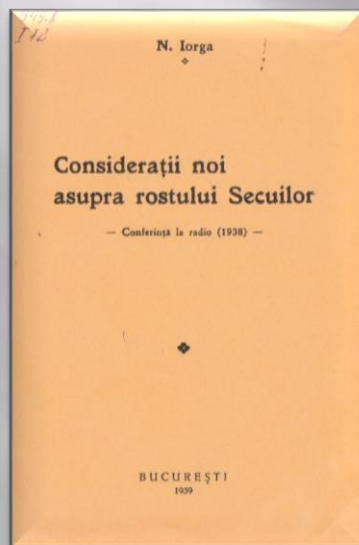 N. Iorga
Considerații noi
asupra rostului Secuilor
— Conferință la radio (1938) —
BUCUREȘTI
1939